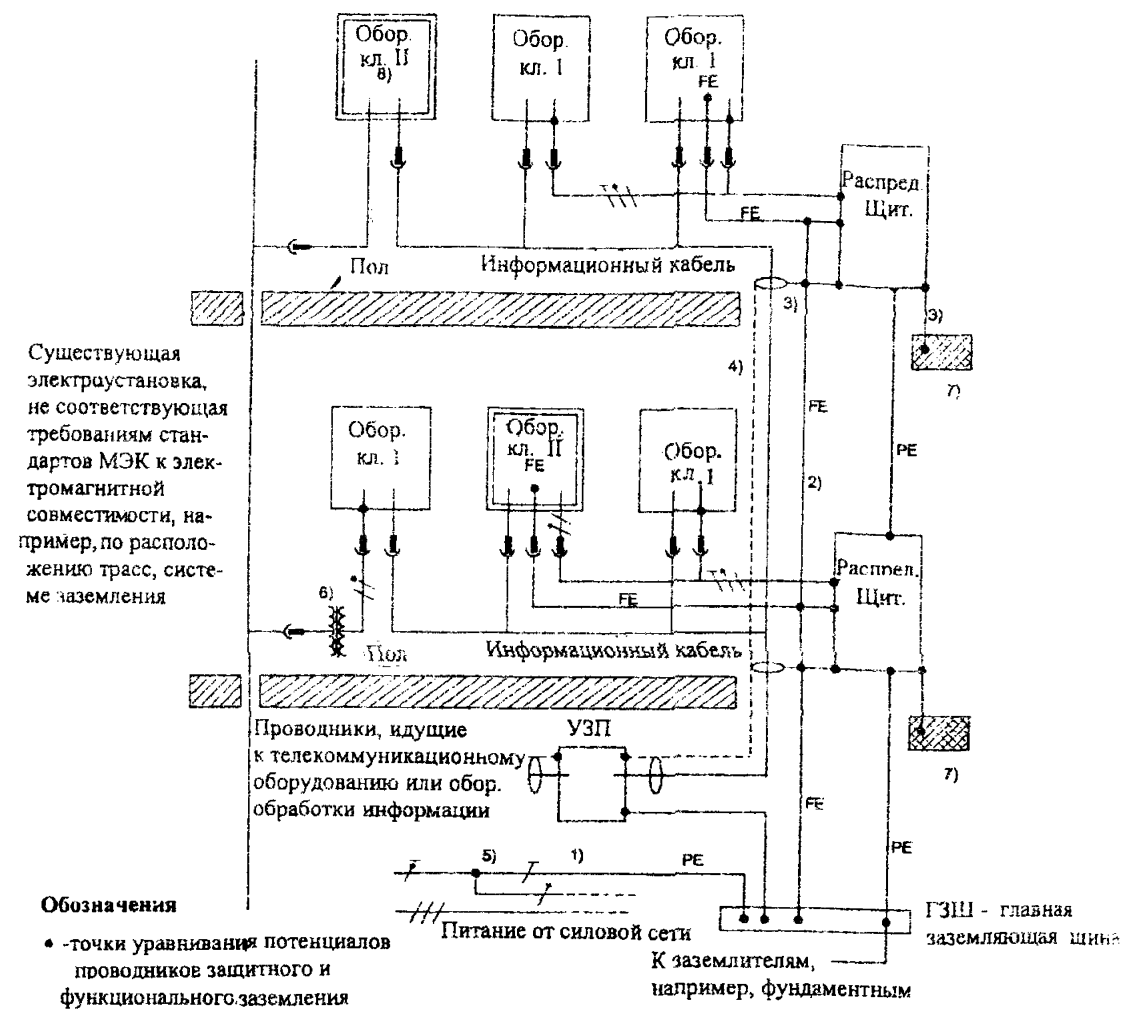 Обор.
кл. II
8)
Обор.
кл. I
Обор.
кл. I
FE
Распред.
Щит.
FE
Пол
Информационный кабель
3)
3)
4)
7)
Существующая
электроустановка,
не соответствующая
требованиям стан-
дартов МЭК к элек-
тромагнитной
совместимости, на-
пример, по располо-
жению трасс, систе-
ме заземления
FE
PE
2)
Обор.
кл. I
Обор.
кл. II
FE
Обор.
кл. I
Распред.
Щит.
6)
FE
Пол
Информационный кабель
Проводники, идущие
к телекоммуникационному
оборудованию или обор.
обработки информации
УЗП
7)
FE
PE
5)
1)
PE
Питание от силовой сети
ГЗШ - главная
заземляющая шина
К заземлителям,
например, фундаментным
Обозначения
• -точки уравнивания потенциалов
проводников защитного и
функционального.заземления